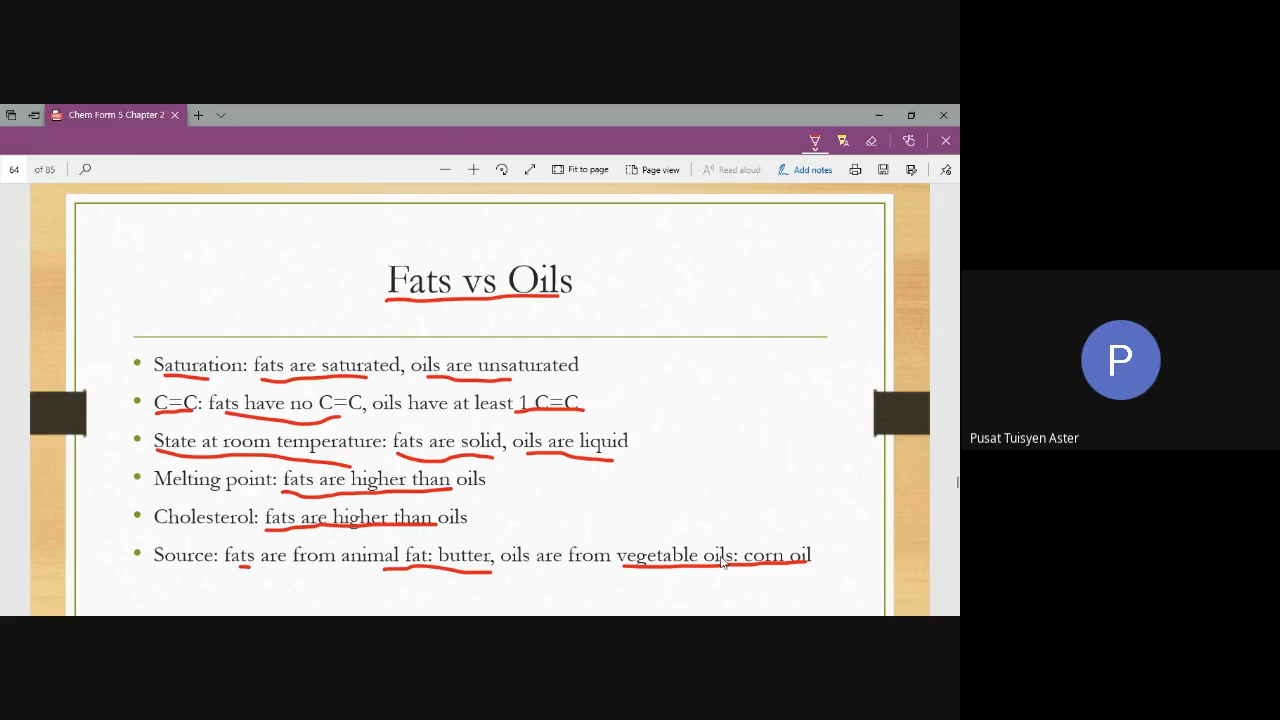 Chem Form 5 Chapter 2
64 of 85
Fit to page
Page view
Read aloud
Add notes
Fats vs Oils
• Saturation: fats are saturated, oils are unsaturated
• C=C: fats have no C=C, oils have at least 1 C=C
• State at room temperature: fats are solid, oils are liquid
• Melting point: fats are higher than oils
• Cholesterol: fats are higher than oils
• Source: fats are from animal fat: butter, oils are from vegetable oils: corn oil
P
Pusat Tuisyen Aster